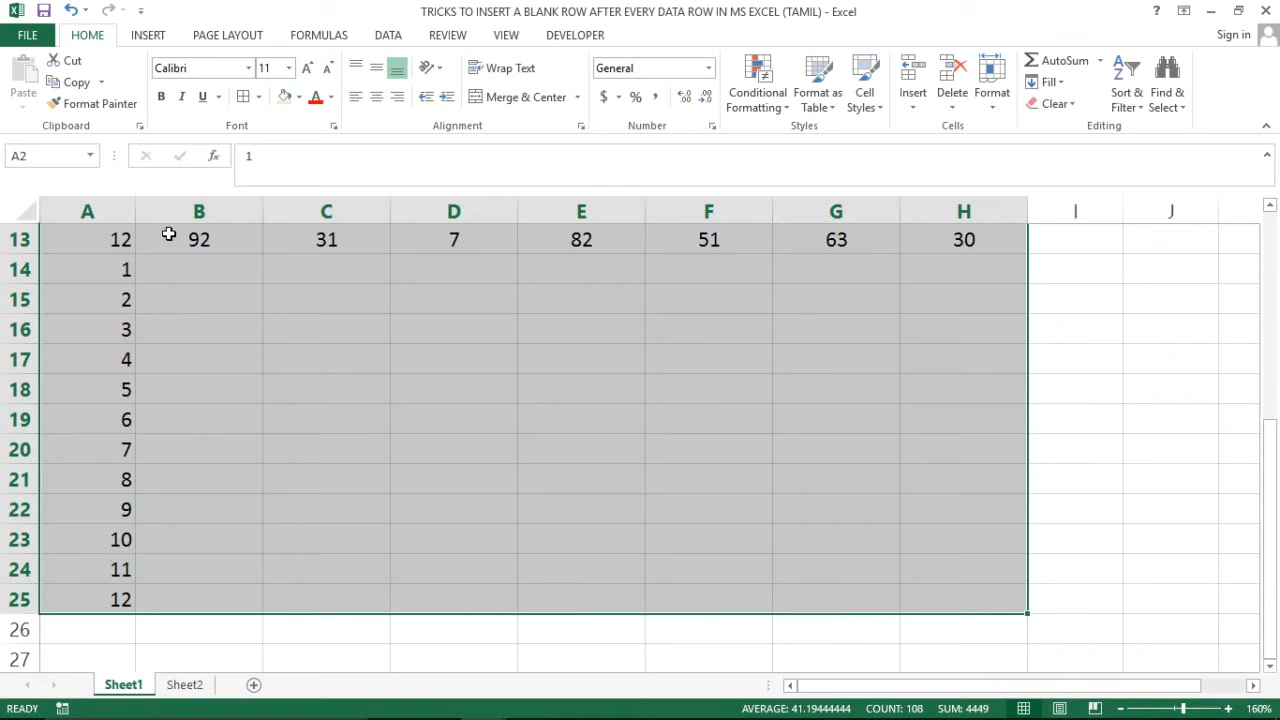 TRICKS TO INSERT A BLANK ROW AFTER EVERY DATA ROW IN MS EXCEL (TAMIL) - Excel
?
FILE HOME INSERT PAGE LAYOUT FORMULAS DATA REVIEW VIEW DEVELOPER Sign in
Paste
Cut
Copy
Format Painter
Calibri 11
B I U
Wrap Text
Merge & Center
General
$ % ,
Conditional Formatting
Format as Table
Cell Styles
Insert
Delete
Format
AutoSum
Fill
Clear
Sort & Filter
Find & Select
Clipboard Font Alignment Number Styles Cells Editing
A2 fx 1
A B C D E F G H I J
13 12 92 31 7 82 51 63 30
14 1
15 2
16 3
17 4
18 5
19 6
20 7
21 8
22 9
23 10
24 11
25 12
26
27
Sheet1 Sheet2
READY AVERAGE: 41.19444444 COUNT: 108 SUM: 4449 160%